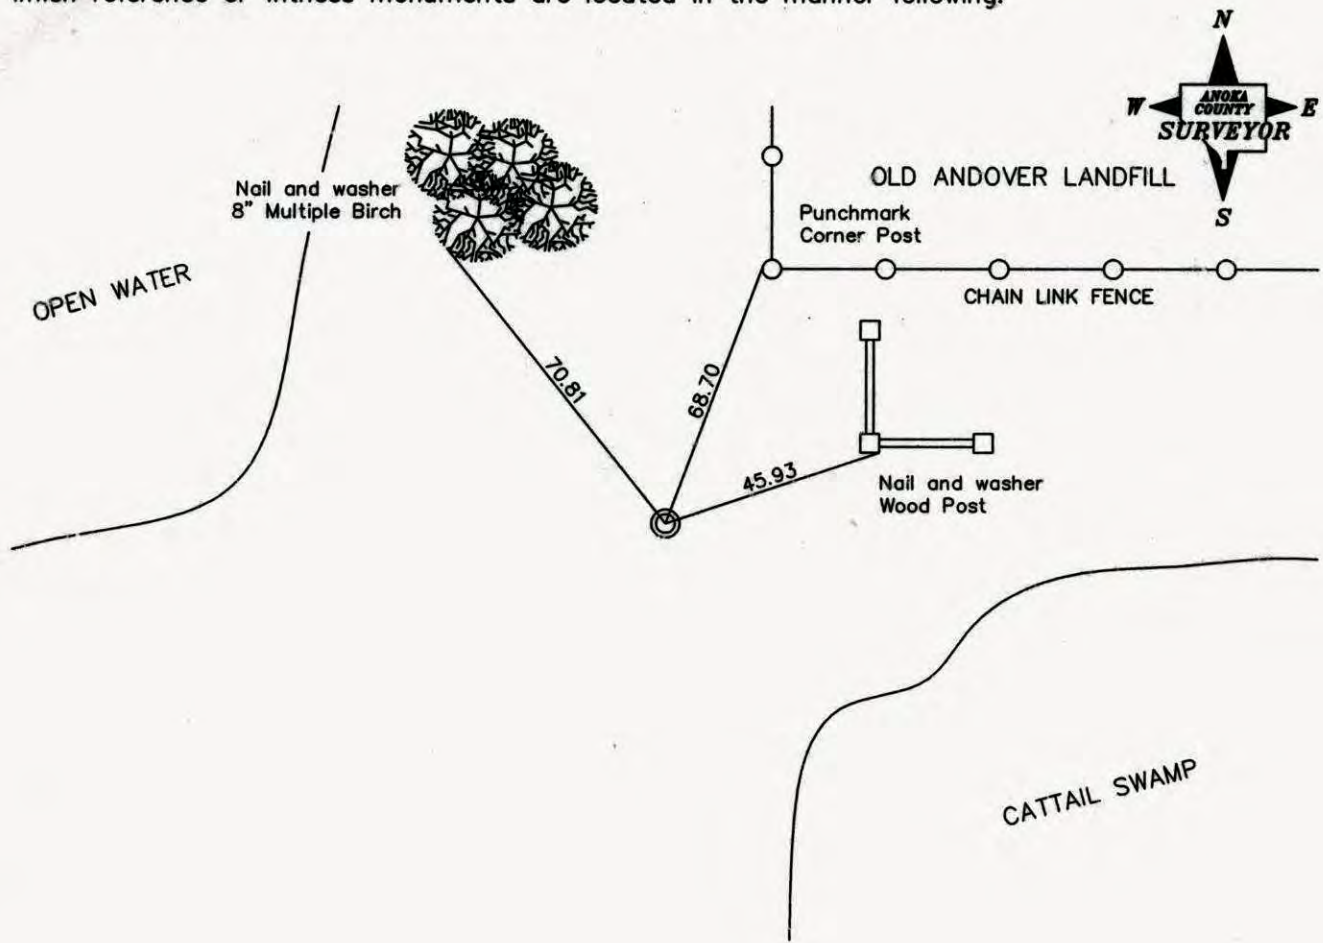 which reference or witness monuments are located in the manner following:
N
W
ANOKA
COUNTY
E
SURVEYOR
S
OLD ANDOVER LANDFILL
Nail and washer
8" Multiple Birch
Punchmark
Corner Post
OPEN WATER
CHAIN LINK FENCE
70.81
68.70
45.93
Nail and washer
Wood Post
CATTAIL SWAMP